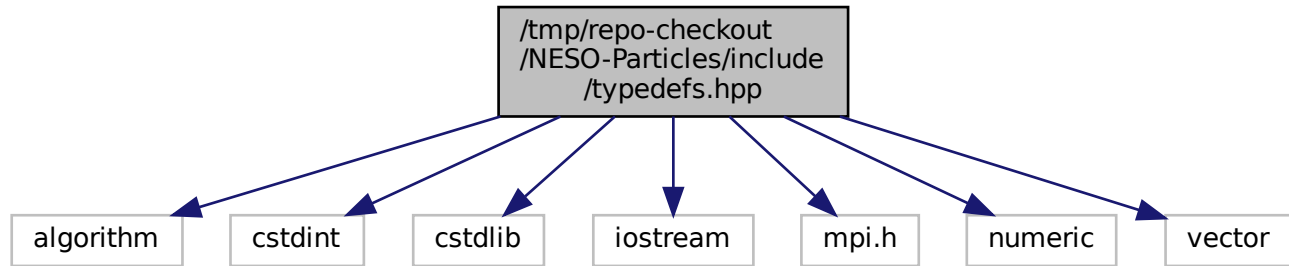 /tmp/repo-checkout
/NESO-Particles/include
/typedefs.hpp
algorithm
cstdint
cstdlib
iostream
mpi.h
numeric
vector